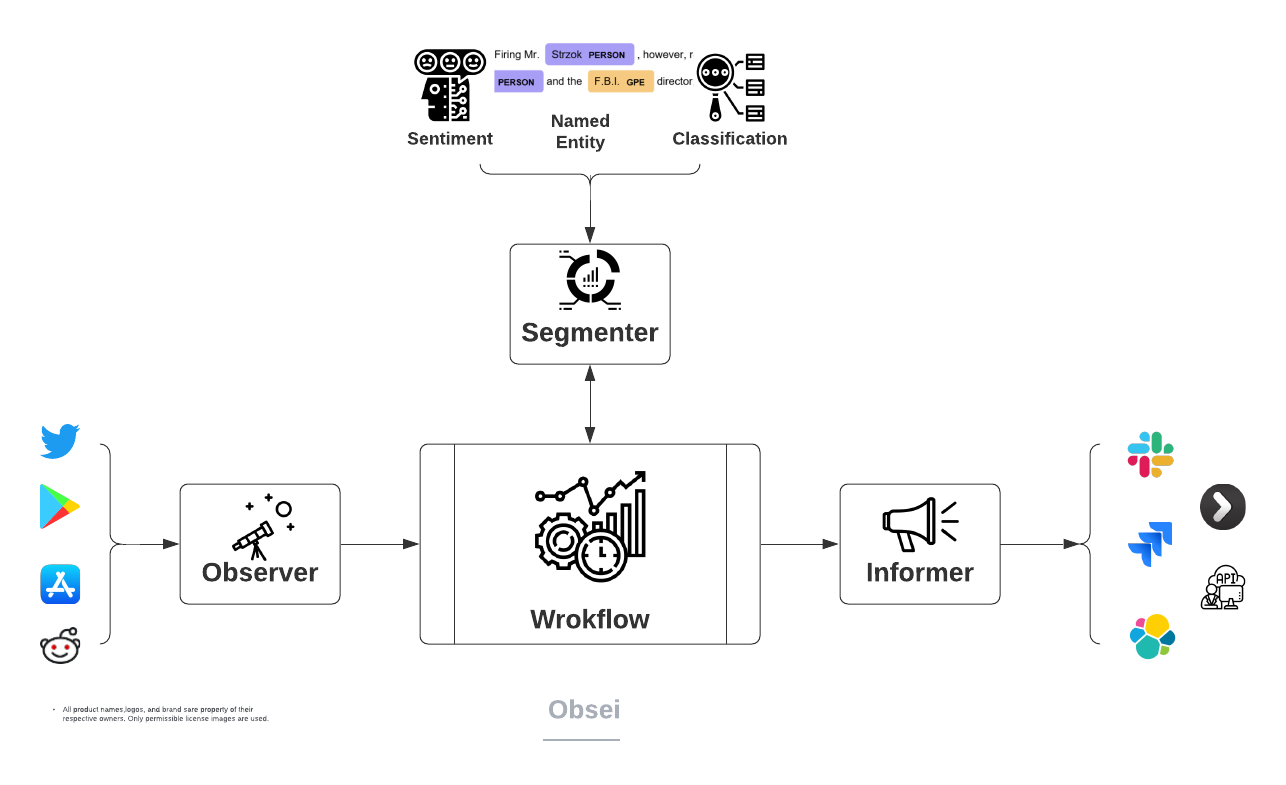 Firing Mr. Strzok PERSON , however, r
PERSON and the F.B.I. GPE director
Sentiment
Named
Entity
Classification
Segmenter
Observer
Wrokflow
Informer
API
• All product names,logos, and brand sare property of their
respective owners. Only permissible license images are used.
Obsei